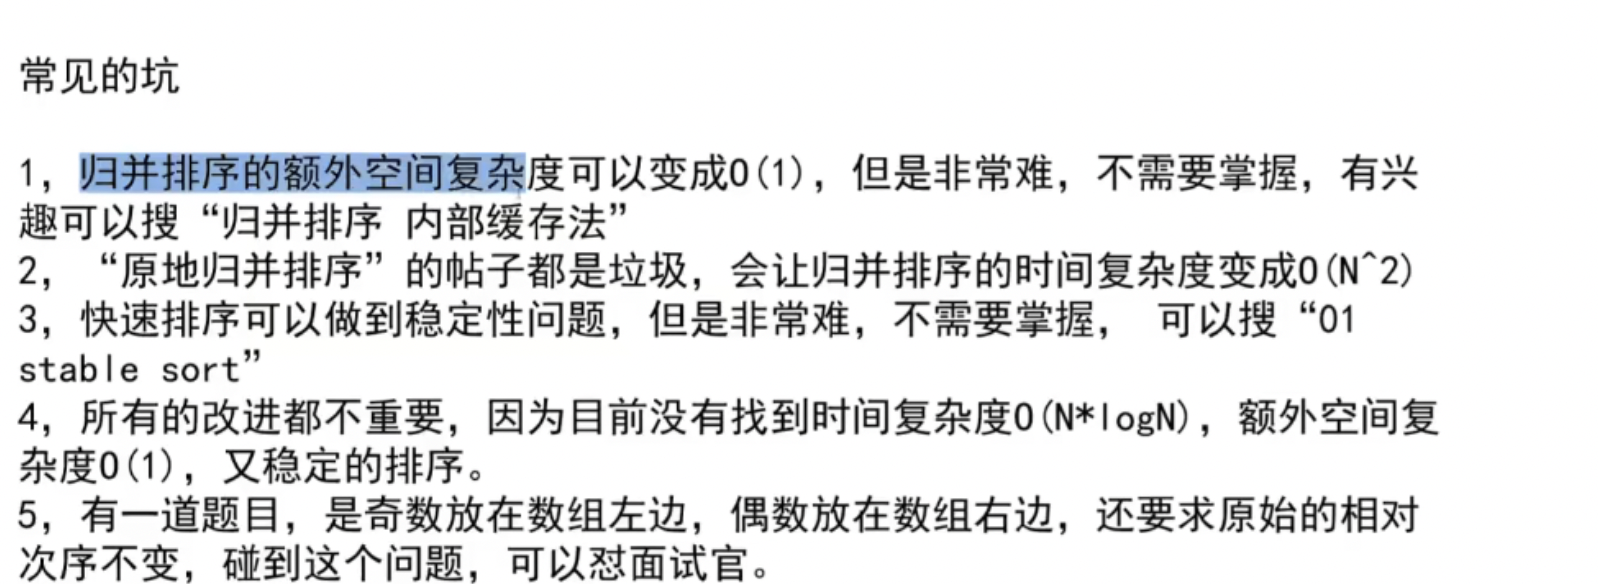 常见的坑
1，归并排序的额外空间复杂度可以变成O(1)，但是非常难，不需要掌握，有兴
趣可以搜“归并排序 内部缓存法”
2，“原地归并排序”的帖子都是垃圾，会让归并排序的时间复杂度变成O(N^2)
3，快速排序可以做到稳定性问题，但是非常难，不需要掌握， 可以搜“01
stable sort”
4，所有的改进都不重要，因为目前没有找到时间复杂度O(N*logN)，额外空间复
杂度O(1)，又稳定的排序。
5，有一道题目，是奇数放在数组左边，偶数放在数组右边，还要求原始的相对
次序不变，碰到这个问题，可以怼面试官。